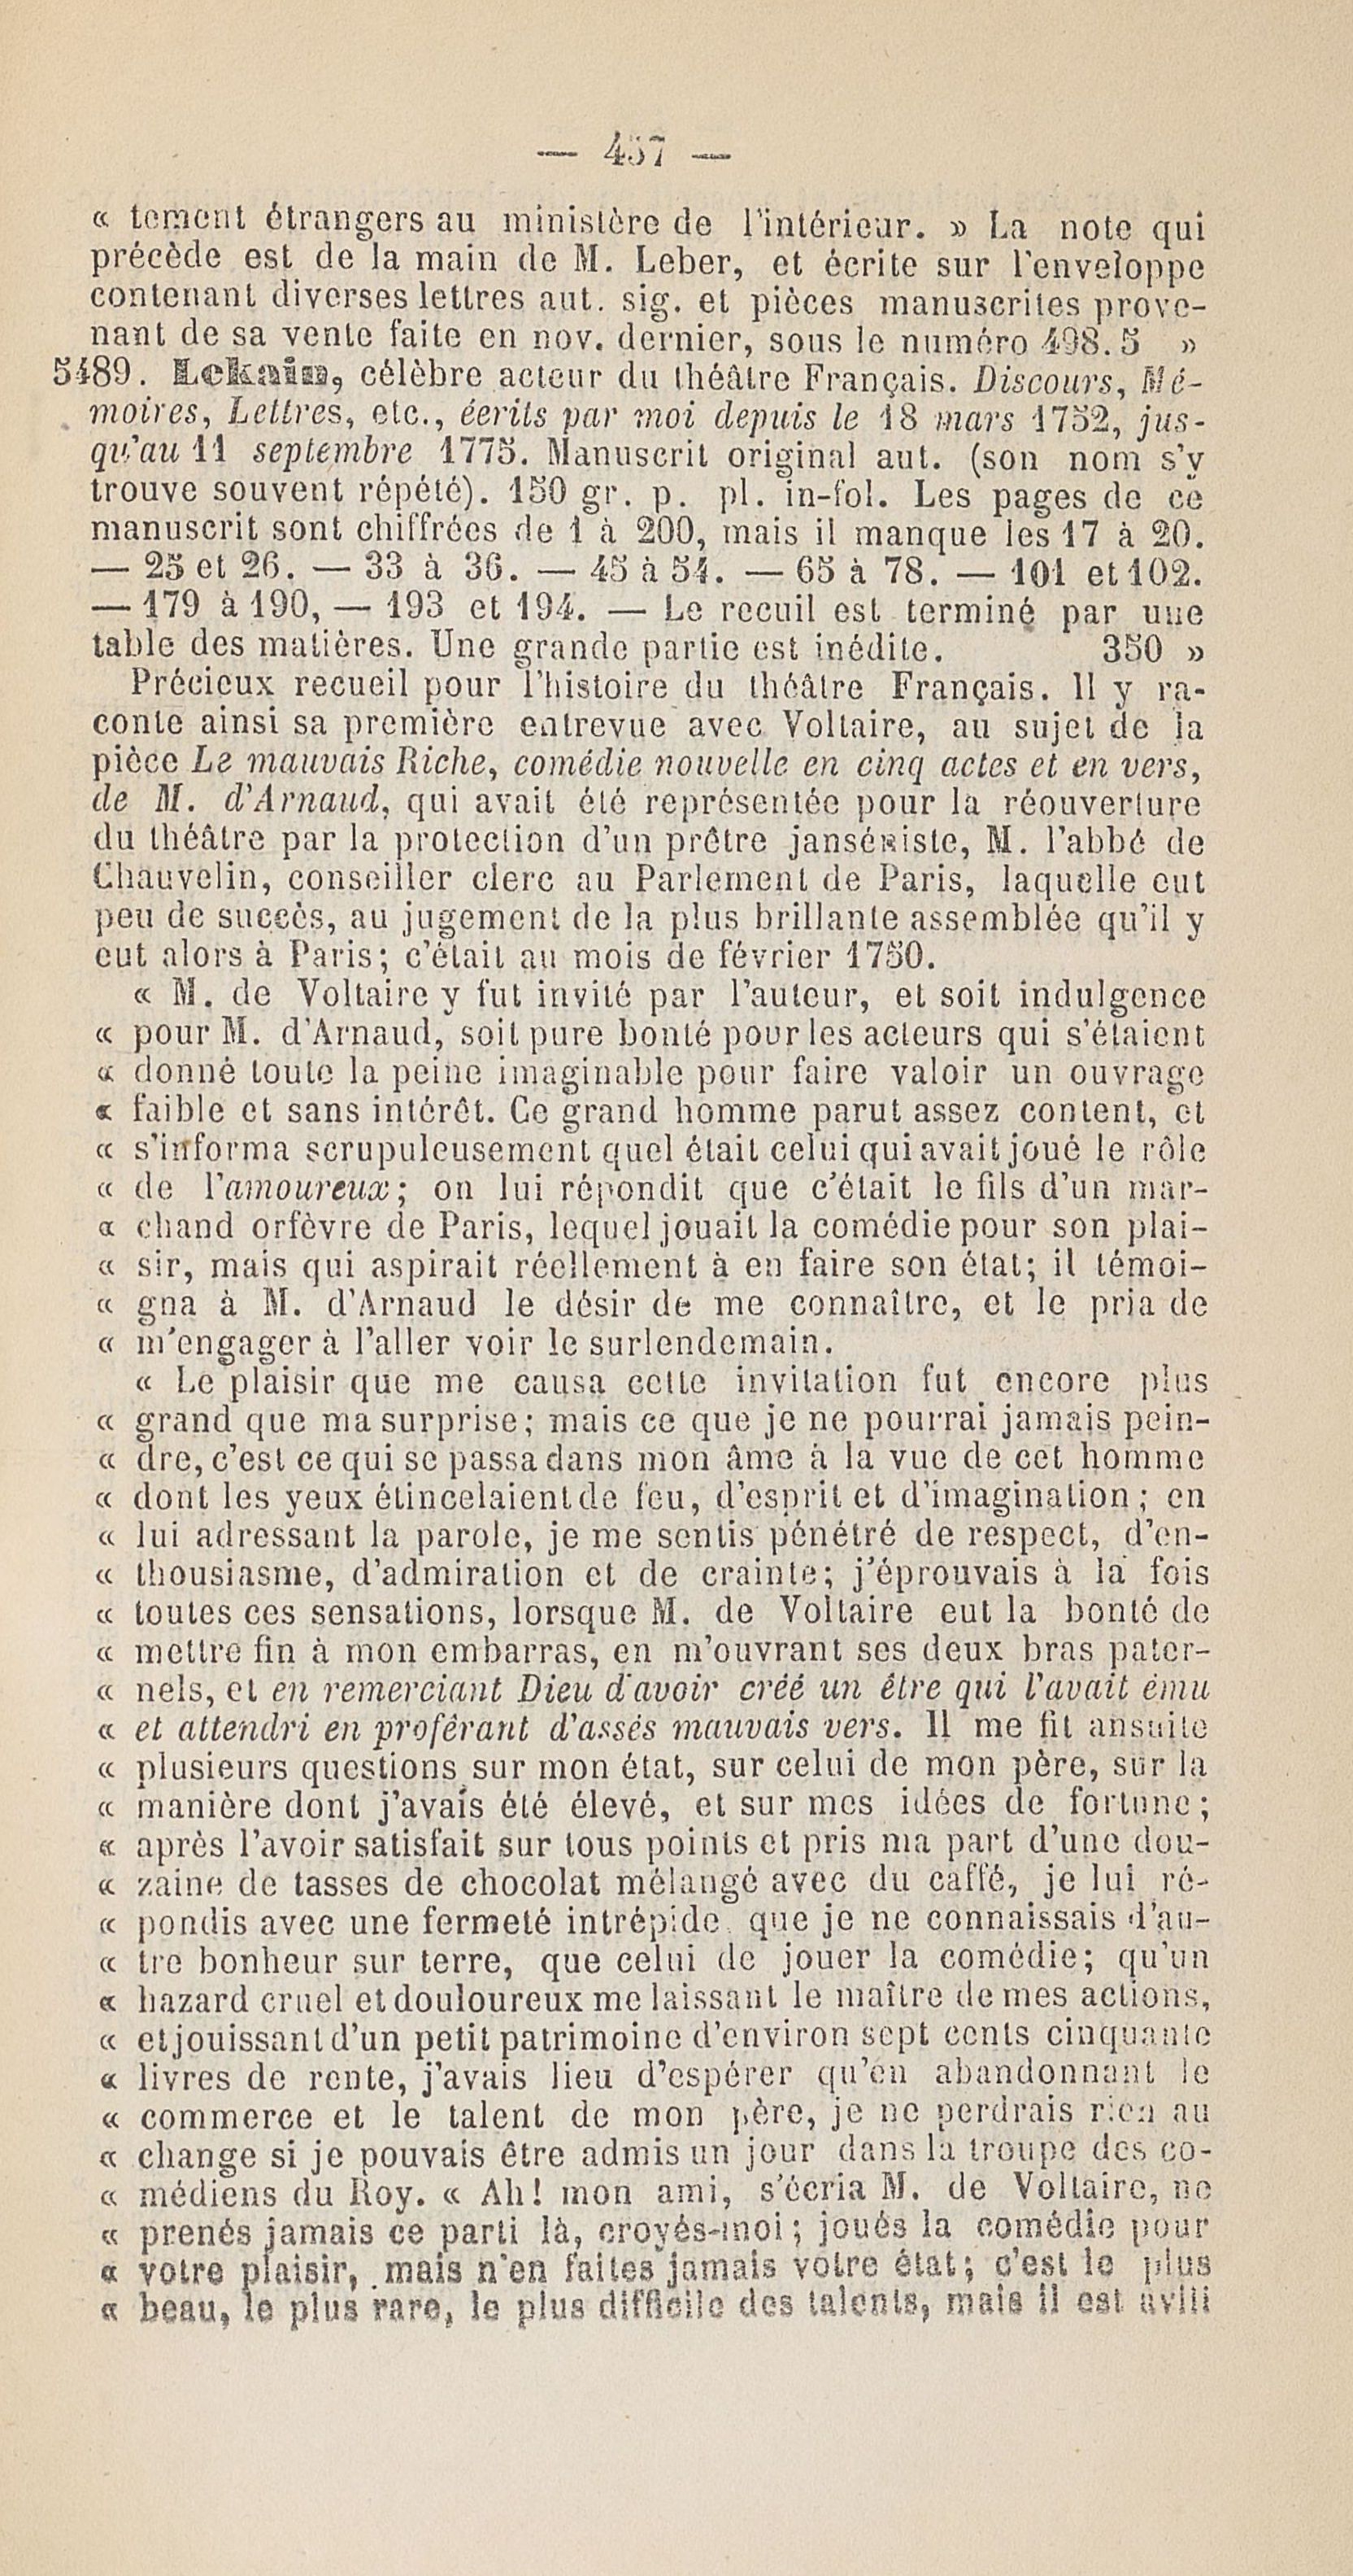 — 457 —
« tement étrangers au ministère de l'intérieur. » La note qui
précède est de la main de M. Leber, et écrite sur l'enveloppe
contenant diverses lettres aut. sig. et pièces manuscrites prove-
nant de sa vente faite en nov. dernier, sous le numéro 498. 5 »
5489. Lekain, célèbre acteur du théâtre Français. Discours, Mé-
moires, Lettres, etc., écrits par moi depuis le 18 mars 1752, jus-
qu'au 11 septembre 1775. Manuscrit original aut. (son nom s'y
trouve souvent répété). 150 gr. p. pl. in-fol. Les pages de ce
manuscrit sont chiffrées de 1 à 200, mais il manque les 17 à 20.
— 25 et 26. — 33 à 36. — 45 à 54. — 65 à 78. — 101 et 102.
— 179 à 190, — 193 et 194. — Le recuil est terminé par une
table des matières. Une grande partie est inédite. 350 »
Précieux recueil pour l'histoire du théâtre Français. Il y ra-
conte ainsi sa première entrevue avec Voltaire, au sujet de la
pièce Le mauvais Riche, comédie nouvelle en cinq actes et en vers,
de M. d'Arnaud, qui avait été représentée pour la réouverture
du théâtre par la protection d'un prêtre janséniste, M. l'abbé de
Chauvelin, conseiller clerc au Parlement de Paris, laquelle eut
peu de succès, au jugement de la plus brillante assemblée qu'il y
eut alors à Paris; c'était au mois de février 1750.
« M. de Voltaire y fut invité par l'auteur, et soit indulgence
« pour M. d'Arnaud, soit pure bonté pour les acteurs qui s'étaient
« donné toute la peine imaginable pour faire valoir un ouvrage
« faible et sans intérêt. Ce grand homme parut assez content, et
« s'informa scrupuleusement quel était celui qui avait joué le rôle
« de l'amoureux; on lui répondit que c'était le fils d'un mar-
« chand orfèvre de Paris, lequel jouait la comédie pour son plai-
« sir, mais qui aspirait réellement à en faire son état; il témoi-
« gna à M. d'Arnaud le désir de me connaître, et le pria de
« m'engager à l'aller voir le surlendemain.
« Le plaisir que me causa cette invitation fut encore plus
« grand que ma surprise; mais ce que je ne pourrai jamais pein-
« dre, c'est ce qui se passa dans mon âme à la vue de cet homme
« dont les yeux étincelaient de feu, d'esprit et d'imagination; en
« lui adressant la parole, je me sentis pénétré de respect, d'en-
« thousiasme, d'admiration et de crainte; j'éprouvais à la fois
« toutes ces sensations, lorsque M. de Voltaire eut la bonté de
« mettre fin à mon embarras, en m'ouvrant ses deux bras pater-
« nels, et en remerciant Dieu d'avoir créé un être qui l'avait ému
« et attendri en proférant d'assés mauvais vers. Il me fit ansuite
« plusieurs questions sur mon état, sur celui de mon père, sur la
« manière dont j'avais été élevé, et sur mes idées de fortune;
« après l'avoir satisfait sur tous points et pris ma part d'une dou-
« zaine de tasses de chocolat mélangé avec du caffé, je lui ré-
« pondis avec une fermeté intrépide que je ne connaissais d'au-
« tre bonheur sur terre, que celui de jouer la comédie; qu'un
« hazard cruel et douloureux me laissant le maître de mes actions,
« et jouissant d'un petit patrimoine d'environ sept cents cinquante
« livres de rente, j'avais lieu d'espérer qu'en abandonnant le
« commerce et le talent de mon père, je ne perdrais rien au
« change si je pouvais être admis un jour dans la troupe des co-
« médiens du Roy. « Ah! mon ami, s'écria M. de Voltaire, ne
« prenés jamais ce parti là, croyés-moi; joués la comédie pour
« votre plaisir, mais n'en faites jamais votre état; c'est le plus
« beau, le plus rare, le plus difficile des talents, mais il est avili